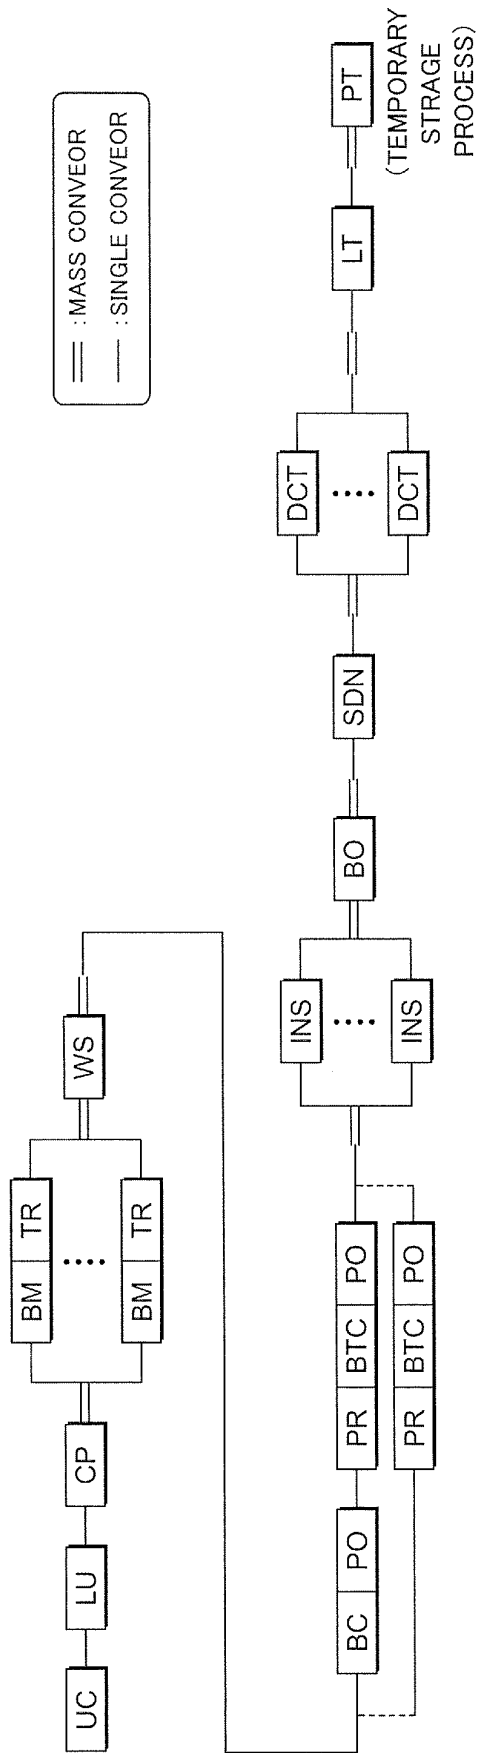 ═ : MASS CONVEOR
— : SINGLE CONVEOR
UC
LU
CP
BM TR
....
BM TR
WS
BC PO
PR BTC PO
PR BTC PO
INS
....
INS
BO
SDN
DCT
....
DCT
LT
PT
(TEMPORARY
STRAGE
PROCESS)